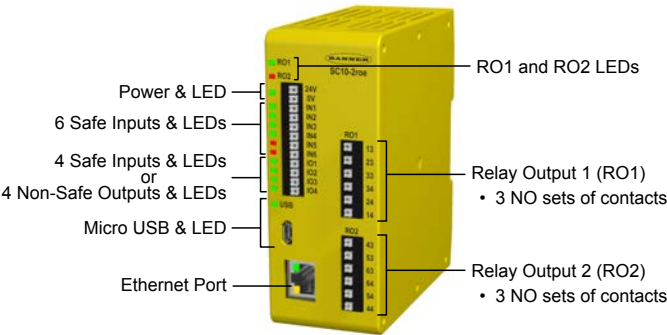 RO1
RO2
BANNER
SC10-2roe
RO1 and RO2 LEDs
Power & LED
24V
0V
6 Safe Inputs & LEDs
IN1
IN2
IN3
IN4
IN5
IN6
4 Safe Inputs & LEDs
or
4 Non-Safe Outputs & LEDs
IO1
IO2
IO3
IO4
USB
Micro USB & LED
Ethernet Port
RO1
13
23
33
34
24
14
Relay Output 1 (RO1)
• 3 NO sets of contacts
RO2
43
53
63
64
54
44
Relay Output 2 (RO2)
• 3 NO sets of contacts